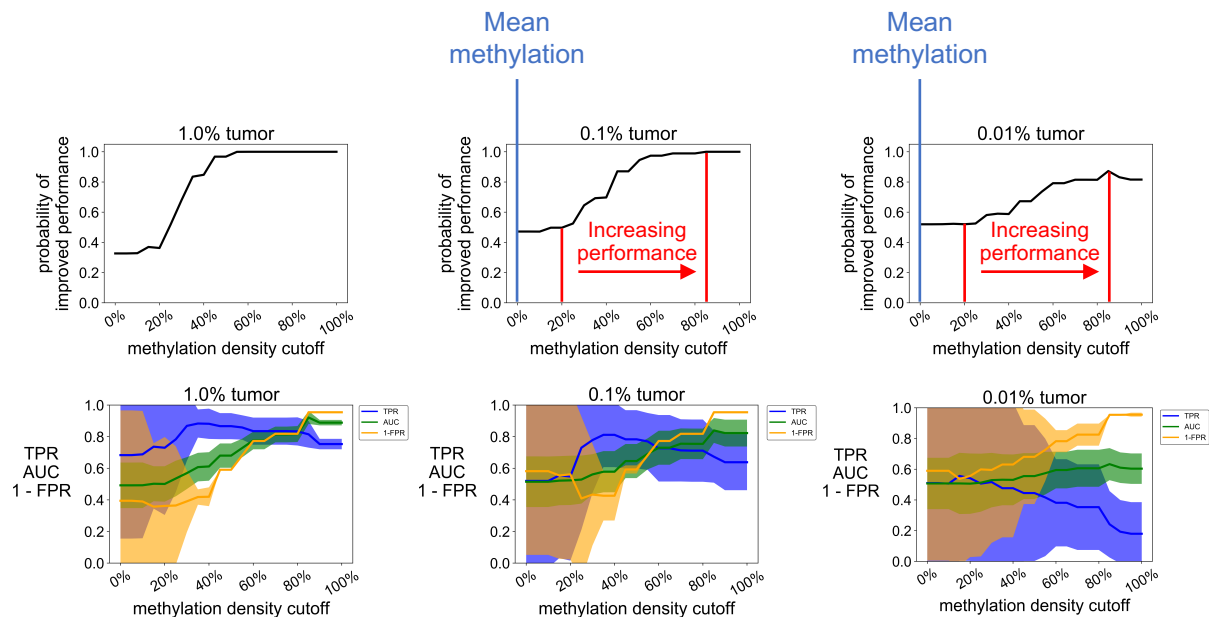 Mean
methylation
Mean
methylation
1.0% tumor
probability of
improved performance
1.0
0.8
0.6
0.4
0.2
0.0
0%
20%
40%
60%
80%
100%
methylation density cutoff
0.1% tumor
probability of
improved performance
1.0
0.8
0.6
0.4
0.2
0.0
Increasing
performance
0%
20%
40%
60%
80%
100%
methylation density cutoff
0.01% tumor
probability of
improved performance
1.0
0.8
0.6
0.4
0.2
0.0
Increasing
performance
0%
20%
40%
60%
80%
100%
methylation density cutoff
1.0% tumor
TPR
AUC
1 - FPR
1.0
0.8
0.6
0.4
0.2
0.0
TPR
AUC
1-FPR
0%
20%
40%
60%
80%
100%
methylation density cutoff
0.1% tumor
TPR
AUC
1 - FPR
1.0
0.8
0.6
0.4
0.2
0.0
TPR
AUC
1-FPR
0%
20%
40%
60%
80%
100%
methylation density cutoff
0.01% tumor
TPR
AUC
1 - FPR
1.0
0.8
0.6
0.4
0.2
0.0
TPR
AUC
1-FPR
0%
20%
40%
60%
80%
100%
methylation density cutoff